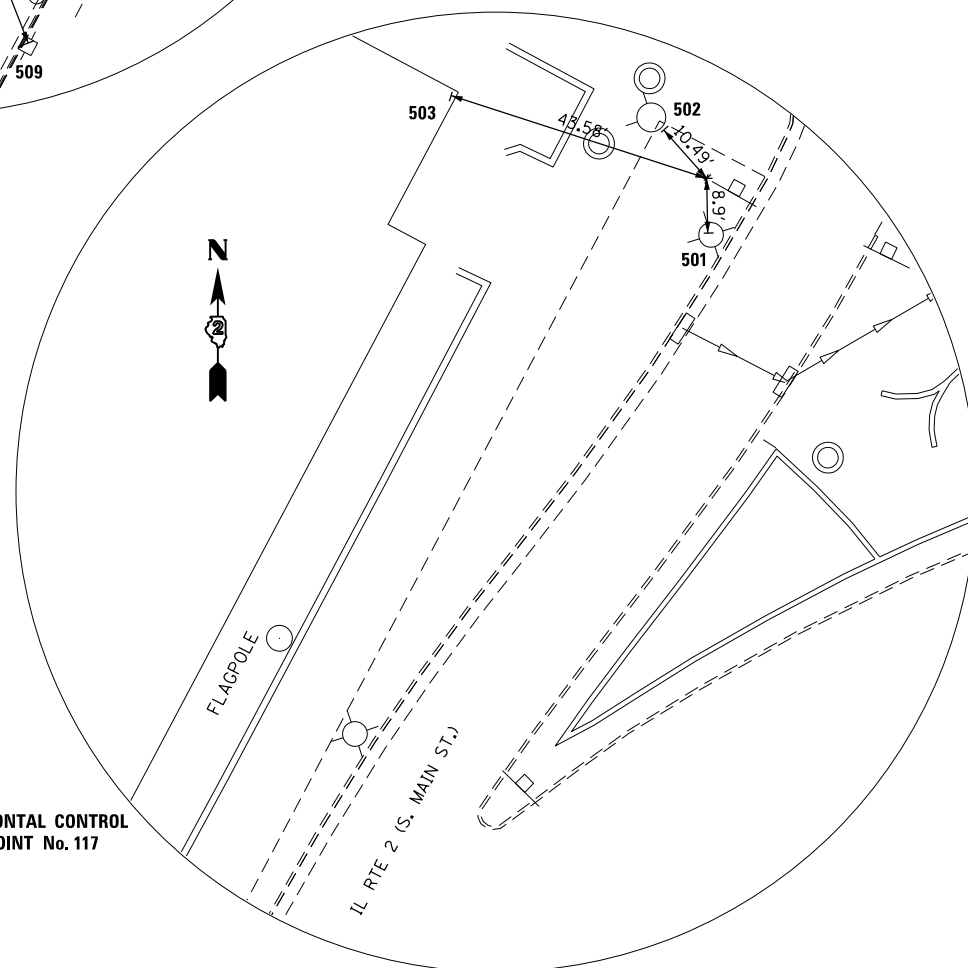 509
503
43.58'
502
10.49'
8.9'
501
N
2
FLAGPOLE
IL RTE 2 (S. MAIN ST.)
ONTAL CONTROL
OINT No. 117